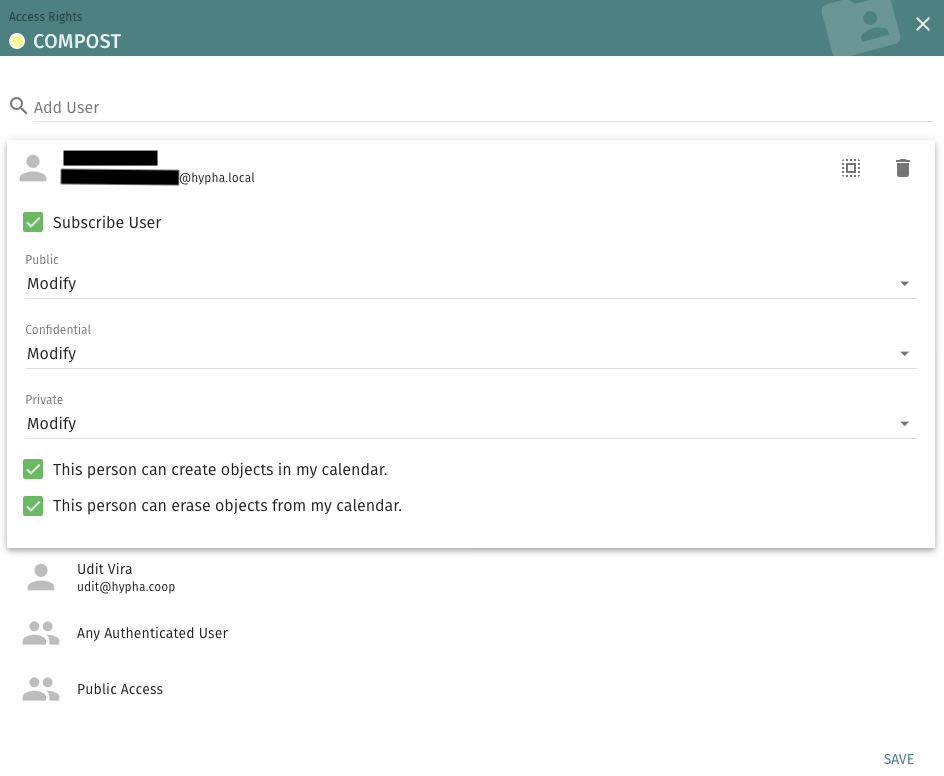 Access Rights
COMPOST
Add User
@hypha.local
Subscribe User
Public
Modify
Confidential
Modify
Private
Modify
This person can create objects in my calendar.
This person can erase objects from my calendar.
Udit Vira
udit@hypha.coop
Any Authenticated User
Public Access
SAVE